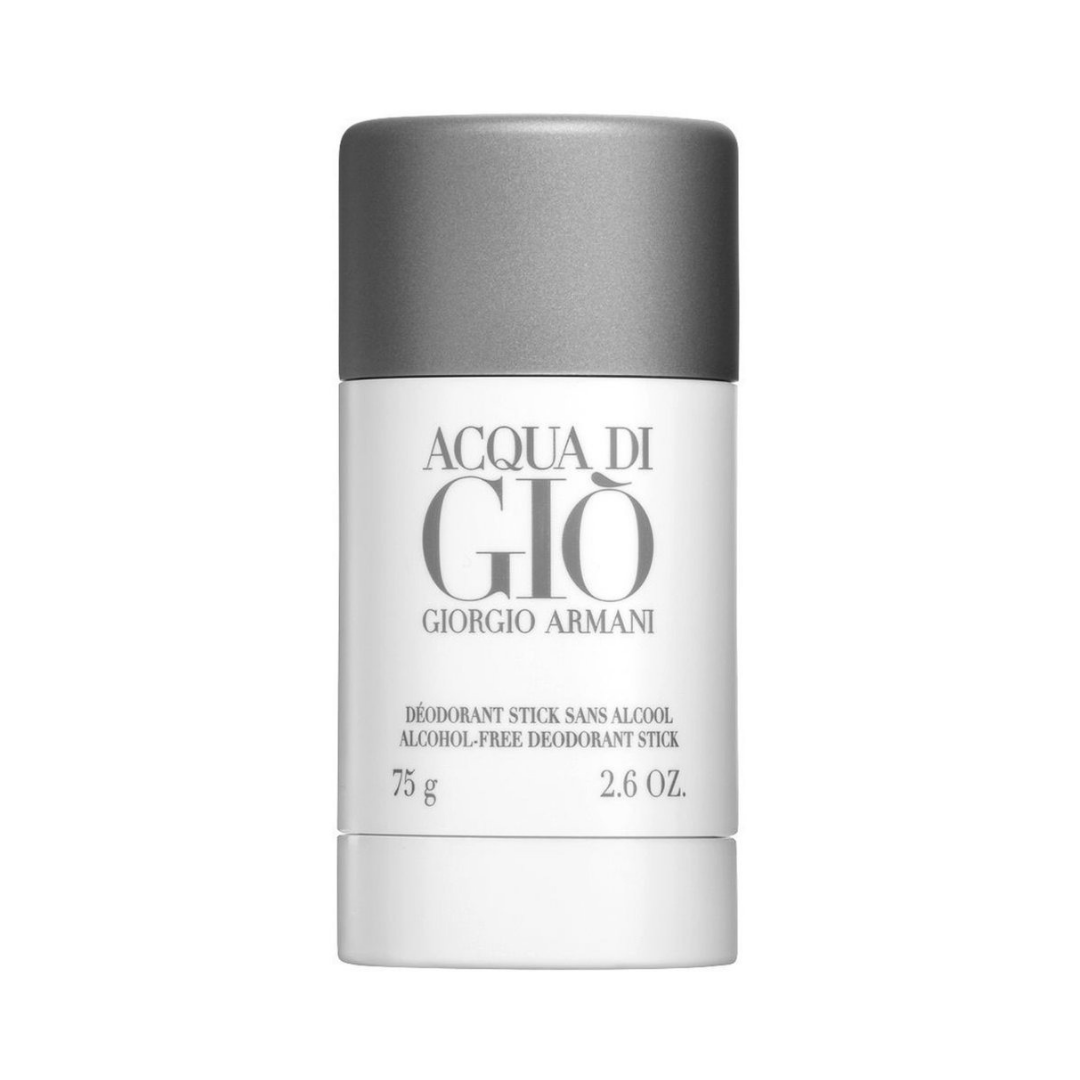 ACQUA DI
GIÒ
GIORGIO ARMANI
DÉODORANT STICK SANS ALCOOL
ALCOHOL-FREE DEODORANT STICK
75 g 2.6 OZ.